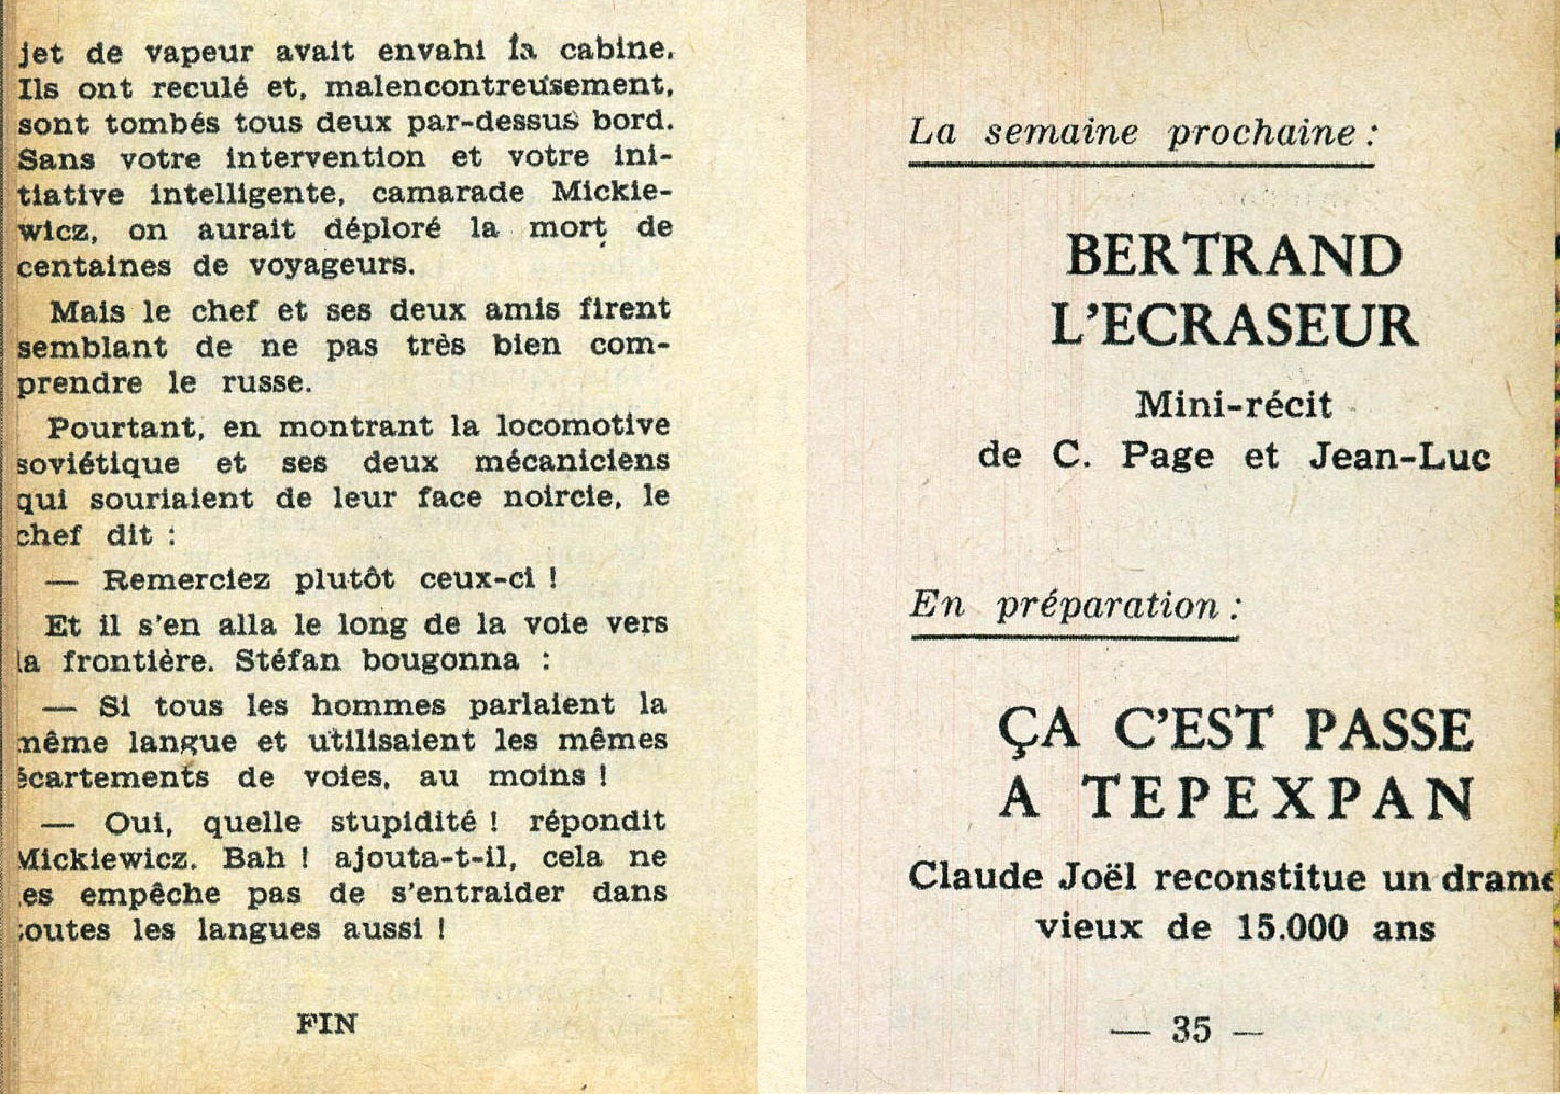 jet de vapeur avait envahi la cabine.
Ils ont reculé et, malencontreusement,
sont tombés tous deux par-dessus bord.
Sans votre intervention et votre ini-
tiative intelligente, camarade Mickie-
wicz, on aurait déploré la mort de
centaines de voyageurs.
Mais le chef et ses deux amis firent
semblant de ne pas très bien com-
prendre le russe.
Pourtant, en montrant la locomotive
soviétique et ses deux mécaniciens
qui souriaient de leur face noircie, le
chef dit :
— Remerciez plutôt ceux-ci !
Et il s'en alla le long de la voie vers
la frontière. Stéfan bougonna :
— Si tous les hommes parlaient la
même langue et utilisaient les mêmes
écartements de voies, au moins !
— Oui, quelle stupidité ! répondit
Mickiewicz. Bah ! ajouta-t-il, cela ne
les empêche pas de s'entraider dans
toutes les langues aussi !
FIN
La semaine prochaine :
BERTRAND
L'ECRASEUR
Mini-récit
de C. Page et Jean-Luc
En préparation :
ÇA C'EST PASSE
A TEPEXPAN
Claude Joël reconstitue un drame
vieux de 15.000 ans
— 35 —